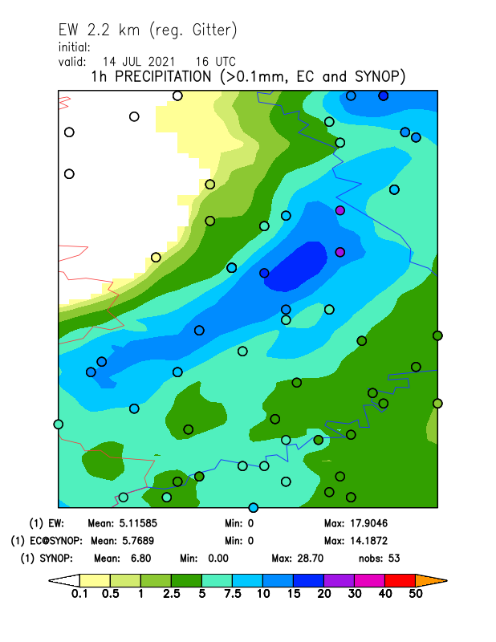 EW 2.2 km (reg. Gitter)
initial:
valid: 14 JUL 2021 16 UTC
1h PRECIPITATION (>0.1mm, EC and SYNOP)
(1) EW: Mean: 5.11585 Min: 0 Max: 17.9046
(1) EC@SYNOP: Mean: 5.7689 Min: 0 Max: 14.1872
(1) SYNOP: Mean: 6.80 Min: 0.00 Max: 28.70 nobs: 53
0.1 0.5 1 2.5 5 7.5 10 15 20 30 40 50